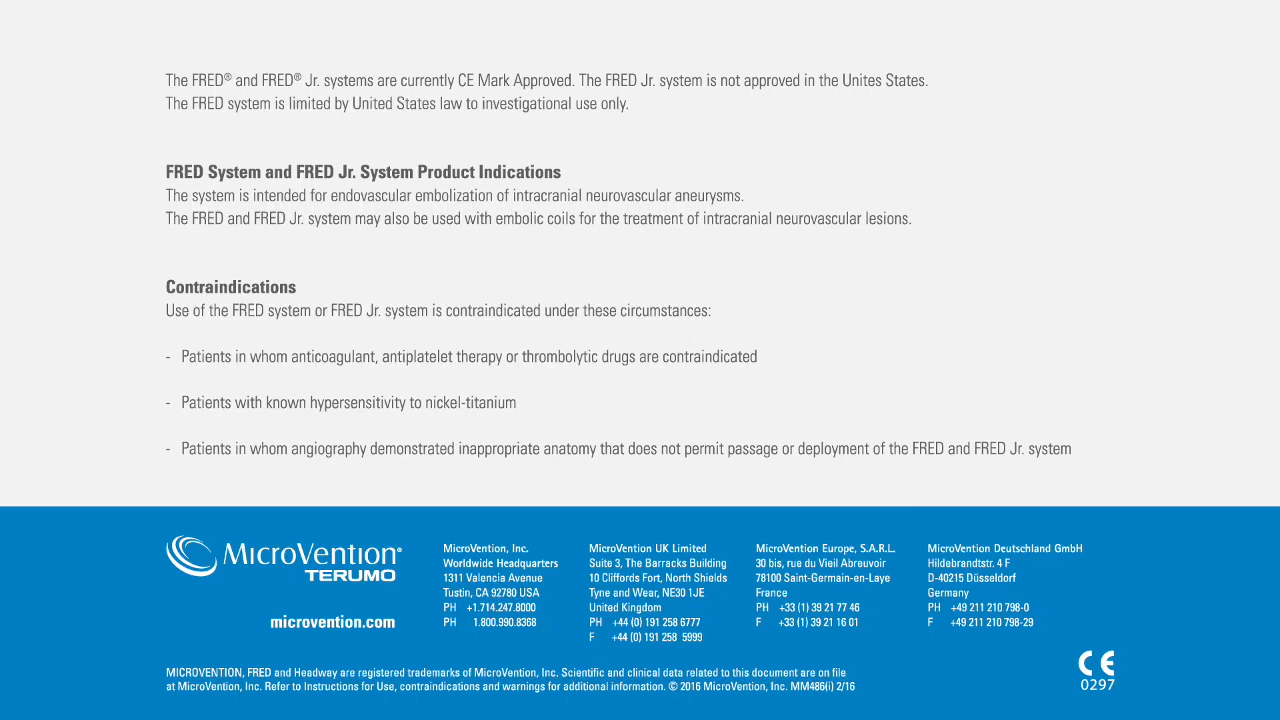 The FRED® and FRED® Jr. systems are currently CE Mark Approved. The FRED Jr. system is not approved in the Unites States.
The FRED system is limited by United States law to investigational use only.
FRED System and FRED Jr. System Product Indications
The system is intended for endovascular embolization of intracranial neurovascular aneurysms.
The FRED and FRED Jr. system may also be used with embolic coils for the treatment of intracranial neurovascular lesions.
Contraindications
Use of the FRED system or FRED Jr. system is contraindicated under these circumstances:
- Patients in whom anticoagulant, antiplatelet therapy or thrombolytic drugs are contraindicated
- Patients with known hypersensitivity to nickel-titanium
- Patients in whom angiography demonstrated inappropriate anatomy that does not permit passage or deployment of the FRED and FRED Jr. system
MICROVENTION®
TERUMO
microvention.com
MicroVention, Inc.
Worldwide Headquarters
1311 Valencia Avenue
Tustin, CA 92780 USA
PH +1.714.247.8000
PH 1.800.990.8368
MicroVention UK Limited
Suite 3, The Barracks Building
10 Cliffords Fort, North Shields
Tyne and Wear, NE30 1JE
United Kingdom
PH +44 (0) 191 258 6777
F +44 (0) 191 258 5999
MicroVention Europe, S.A.R.L.
30 bis, rue du Vieil Abreuvoir
78100 Saint-Germain-en-Laye
France
PH +33 (1) 39 21 77 46
F +33 (1) 39 21 16 01
MicroVention Deutschland GmbH
Hildebrandtstr. 4 F
D-40215 Düsseldorf
Germany
PH +49 211 210 798-0
F +49 211 210 798-29
MICROVENTION, FRED and Headway are registered trademarks of MicroVention, Inc. Scientific and clinical data related to this document are on file
at MicroVention, Inc. Refer to Instructions for Use, contraindications and warnings for additional information. © 2016 MicroVention, Inc. MM486(i) 2/16
CE
0297